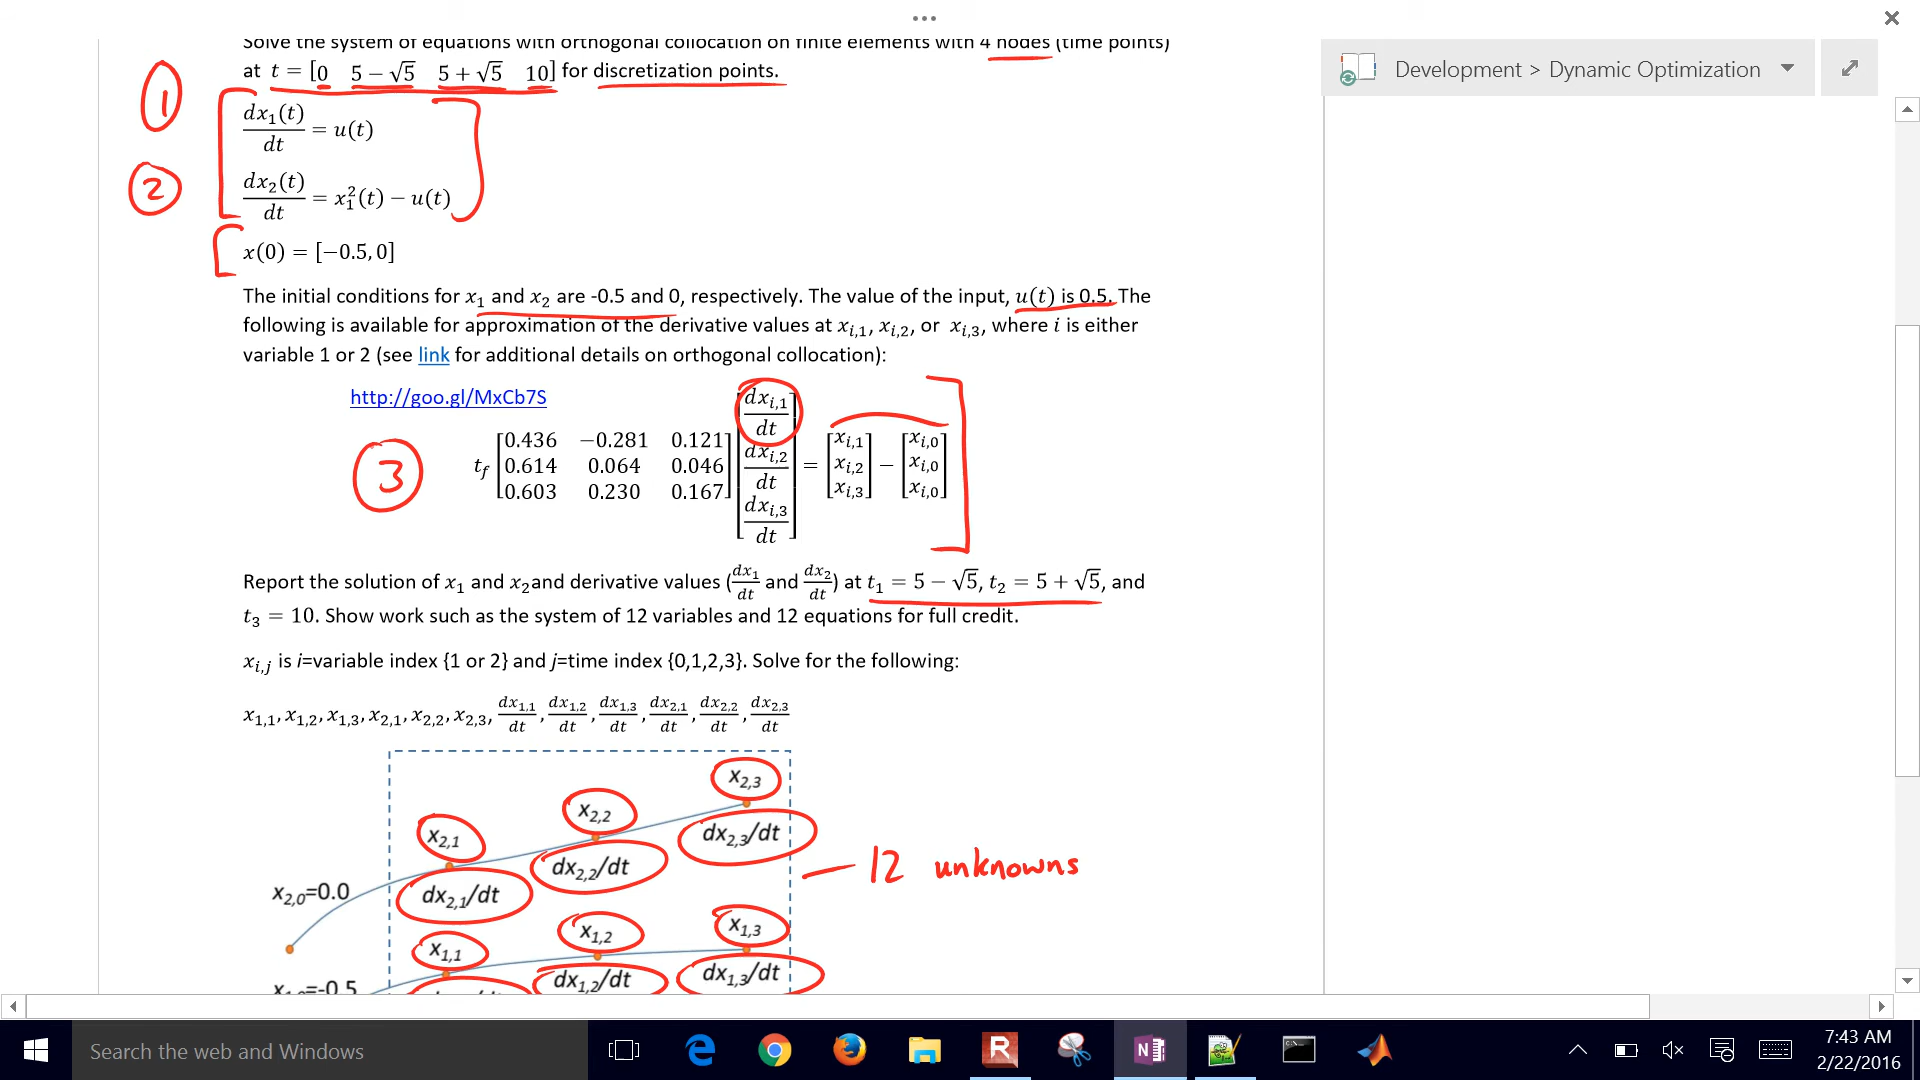 Solve the system of equations with orthogonal collocation on finite elements with 4 nodes (time points)
at t = [0 5 − √5 5 + √5 10] for discretization points.
Development > Dynamic Optimization
1
dx₁(t)/dt = u(t)
2
dx₂(t)/dt = x₁²(t) − u(t)
x(0) = [−0.5, 0]
The initial conditions for x₁ and x₂ are -0.5 and 0, respectively. The value of the input, u(t) is 0.5. The
following is available for approximation of the derivative values at xᵢ,₁, xᵢ,₂, or xᵢ,₃, where i is either
variable 1 or 2 (see link for additional details on orthogonal collocation):
http://goo.gl/MxCb7S
3
t_f [0.436 −0.281 0.121; 0.614 0.064 0.046; 0.603 0.230 0.167] [dxᵢ,₁/dt; dxᵢ,₂/dt; dxᵢ,₃/dt] = [xᵢ,₁; xᵢ,₂; xᵢ,₃] − [xᵢ,₀; xᵢ,₀; xᵢ,₀]
Report the solution of x₁ and x₂and derivative values (dx₁/dt and dx₂/dt) at t₁ = 5 − √5, t₂ = 5 + √5, and
t₃ = 10. Show work such as the system of 12 variables and 12 equations for full credit.
xᵢ,ⱼ is i=variable index {1 or 2} and j=time index {0,1,2,3}. Solve for the following:
x₁,₁, x₁,₂, x₁,₃, x₂,₁, x₂,₂, x₂,₃, dx₁,₁/dt, dx₁,₂/dt, dx₁,₃/dt, dx₂,₁/dt, dx₂,₂/dt, dx₂,₃/dt
x₂,₃
x₂,₂
x₂,₁
dx₂,₃/dt
dx₂,₂/dt
12 unknowns
x₂,₀=0.0
dx₂,₁/dt
x₁,₃
x₁,₂
x₁,₁
dx₁,₃/dt
dx₁,₂/dt
x₁,₀=-0.5
Search the web and Windows
7:43 AM
2/22/2016